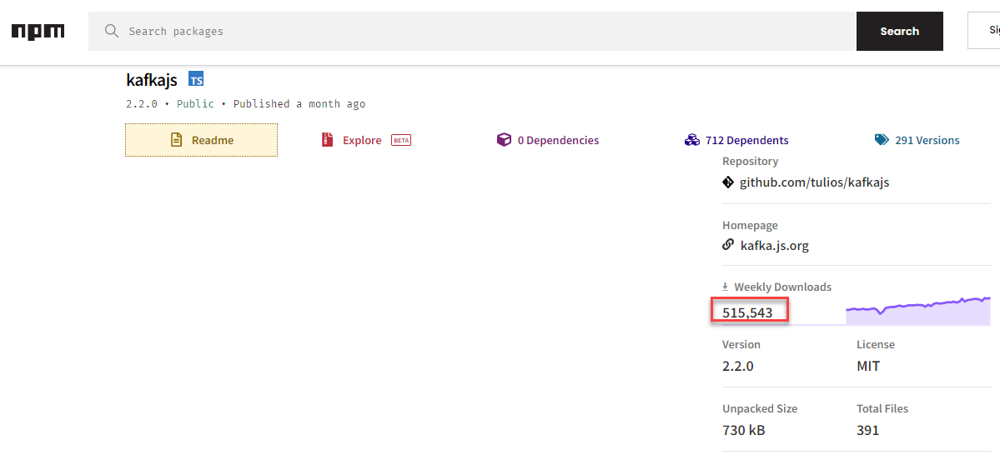 npm
Search packages
Search
kafkajs TS
2.2.0 • Public • Published a month ago
Readme
Explore BETA
0 Dependencies
712 Dependents
291 Versions
Repository
github.com/tulios/kafkajs
Homepage
kafka.js.org
Weekly Downloads
515,543
Version
License
2.2.0
MIT
Unpacked Size
Total Files
730 kB
391